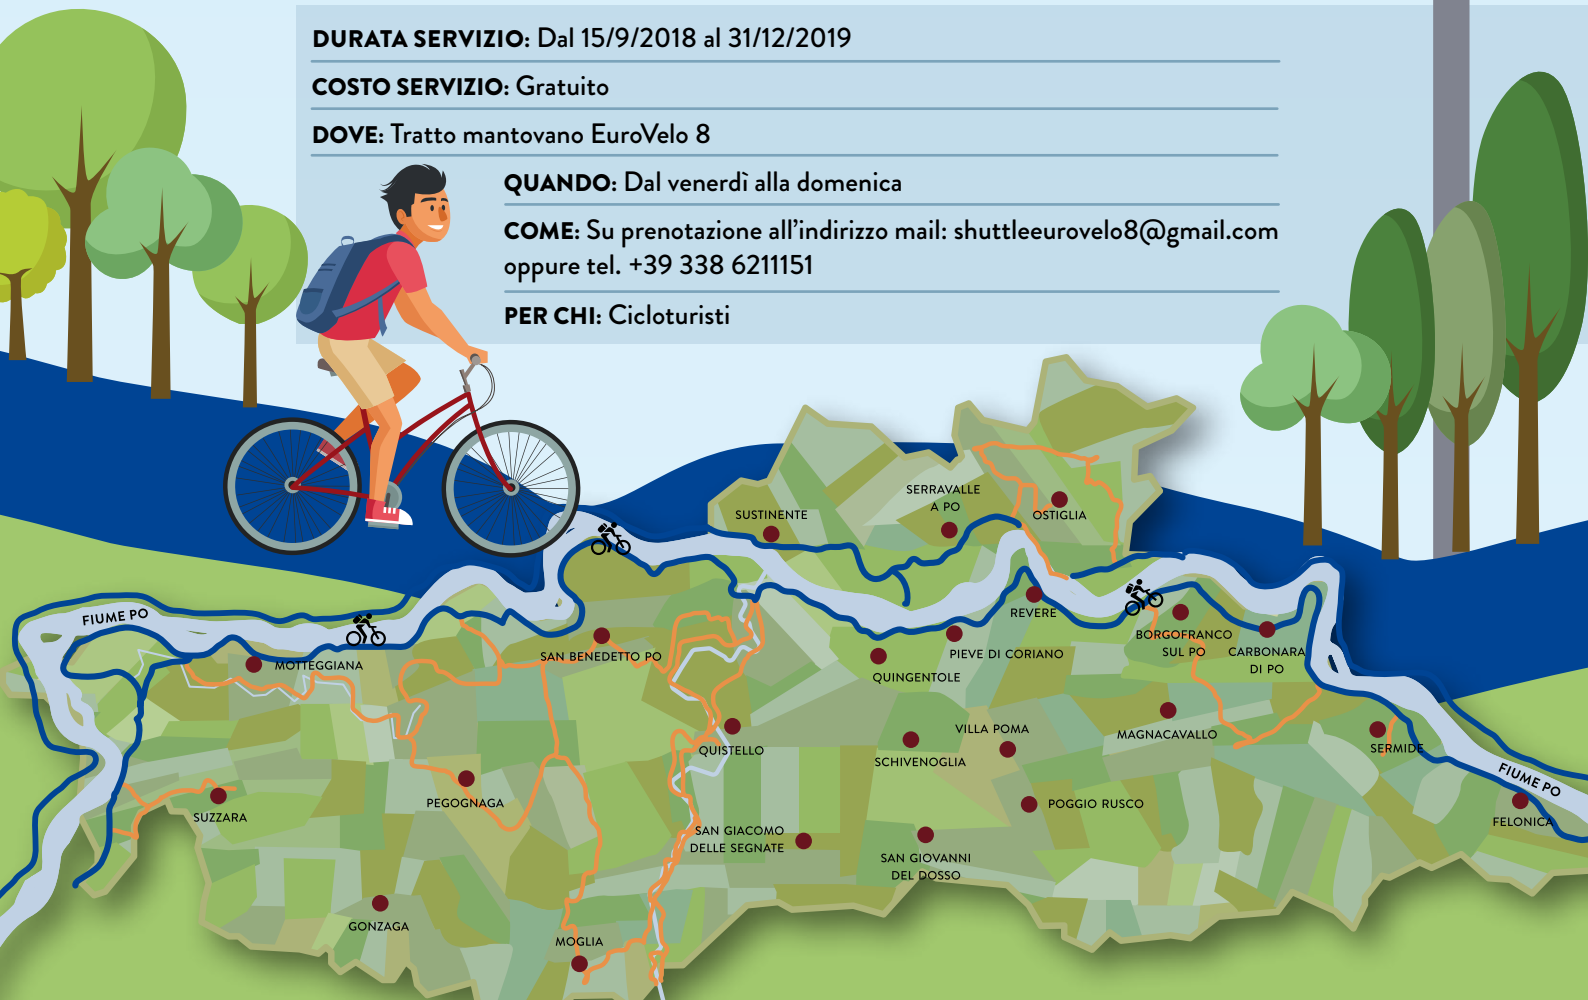 DURATA SERVIZIO: Dal 15/9/2018 al 31/12/2019
COSTO SERVIZIO: Gratuito
DOVE: Tratto mantovano EuroVelo 8
QUANDO: Dal venerdì alla domenica
COME: Su prenotazione all'indirizzo mail: shuttleeurovelo8@gmail.com
oppure tel. +39 338 6211151
PER CHI: Cicloturisti
SERRAVALLE
A PO
SUSTINENTE
OSTIGLIA
FIUME PO
REVERE
BORGOFRANCO
SUL PO
CARBONARA
DI PO
MOTTEGGIANA
SAN BENEDETTO PO
PIEVE DI CORIANO
QUINGENTOLE
VILLA POMA
MAGNACAVALLO
QUISTELLO
SCHIVENOGLIA
SERMIDE
FIUME PO
PEGOGNAGA
POGGIO RUSCO
SUZZARA
FELONICA
SAN GIACOMO
DELLE SEGNATE
SAN GIOVANNI
DEL DOSSO
GONZAGA
MOGLIA